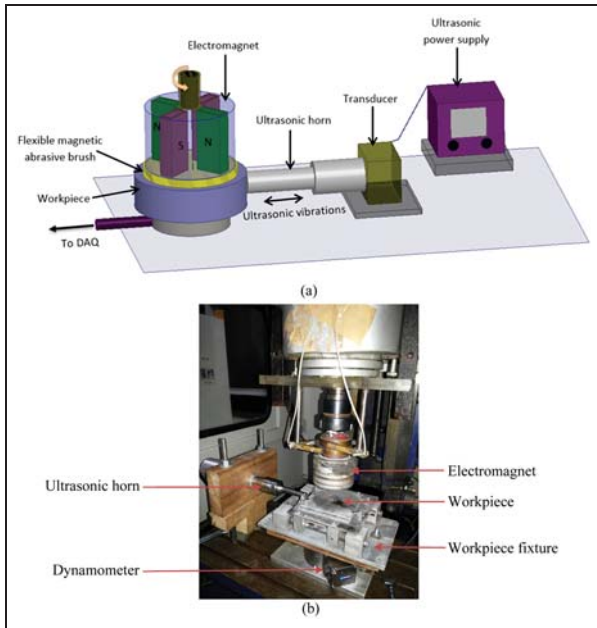 Ultrasonic
power supply
Electromagnet
Transducer
Ultrasonic horn
Flexible magnetic
abrasive brush
N
S
N
Workpiece
Ultrasonic vibrations
To DAQ
(a)
Electromagnet
Ultrasonic horn
Workpiece
Workpiece fixture
Dynamometer
(b)